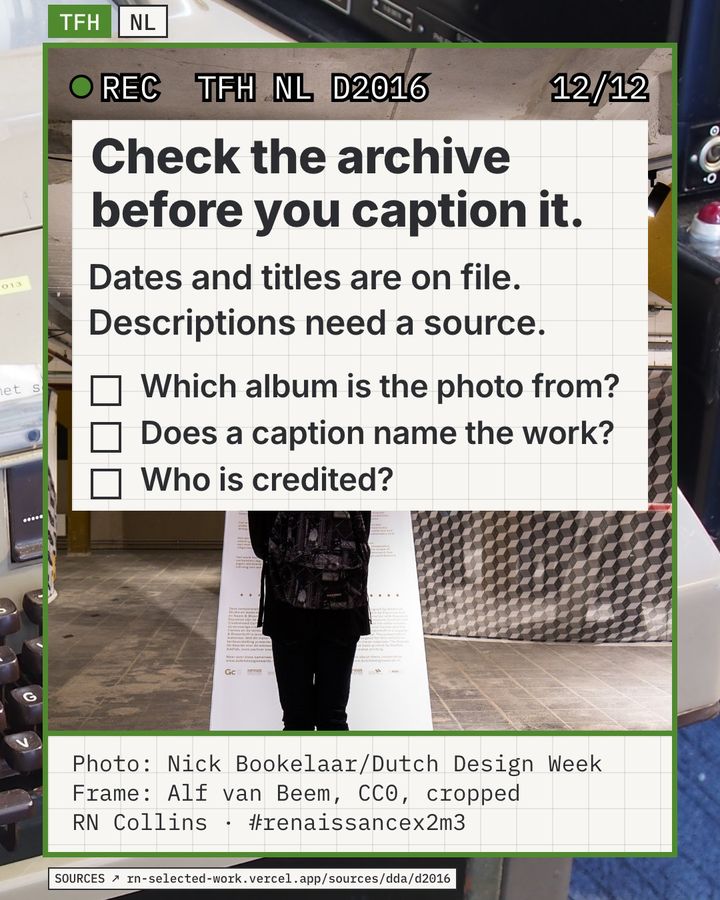 TFH NL
REC TFH NL D2016 12/12
Check the archive
before you caption it.
Dates and titles are on file.
Descriptions need a source.
Which album is the photo from?
Does a caption name the work?
Who is credited?
Photo: Nick Bookelaar/Dutch Design Week
Frame: Alf van Beem, CC0, cropped
RN Collins · #renaissancex2m3
SOURCES ↗ rn-selected-work.vercel.app/sources/dda/d2016
G
V